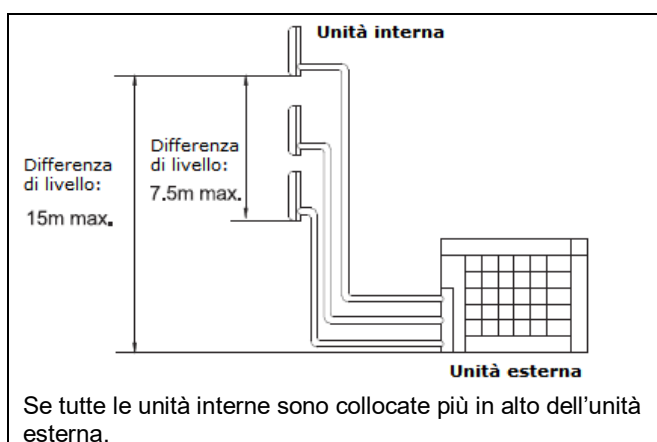 Unità interna
Differenza
di livello:
15m max.
Differenza
di livello:
7.5m max.
Unità esterna
Se tutte le unità interne sono collocate più in alto dell’unità
esterna.